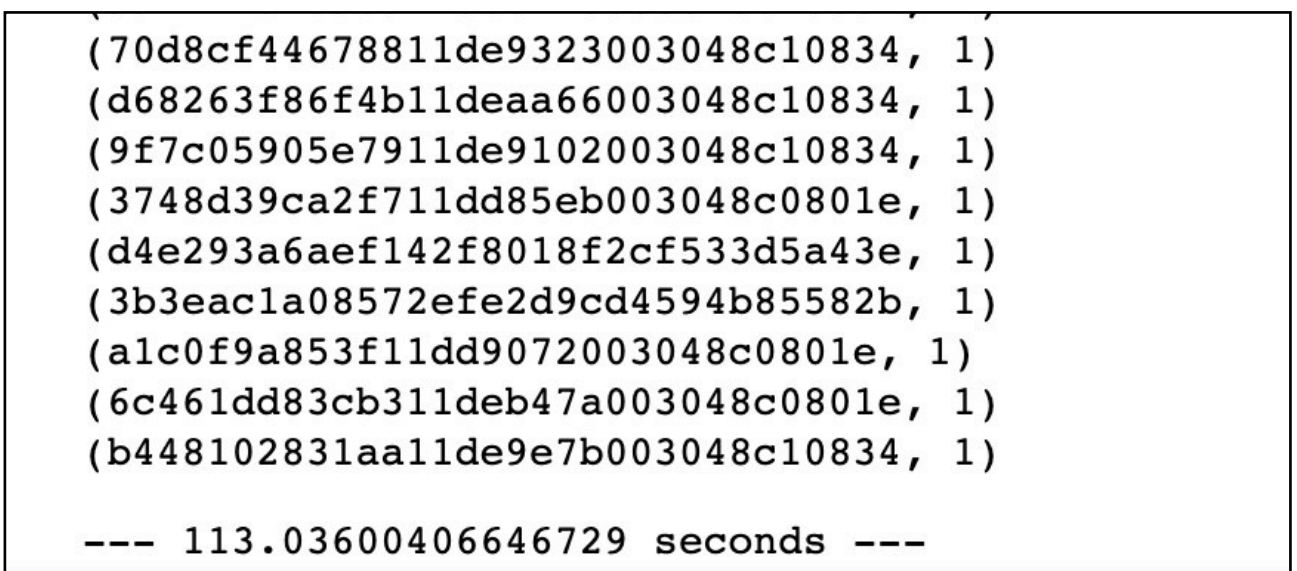 (70d8cf44678811de9323003048c10834, 1)
(d68263f86f4b11deaa66003048c10834, 1)
(9f7c05905e7911de9102003048c10834, 1)
(3748d39ca2f711dd85eb003048c0801e, 1)
(d4e293a6aef142f8018f2cf533d5a43e, 1)
(3b3eac1a08572efe2d9cd4594b85582b, 1)
(a1c0f9a853f11dd9072003048c0801e, 1)
(6c461dd83cb311deb47a003048c0801e, 1)
(b448102831aa11de9e7b003048c10834, 1)
--- 113.03600406646729 seconds ---